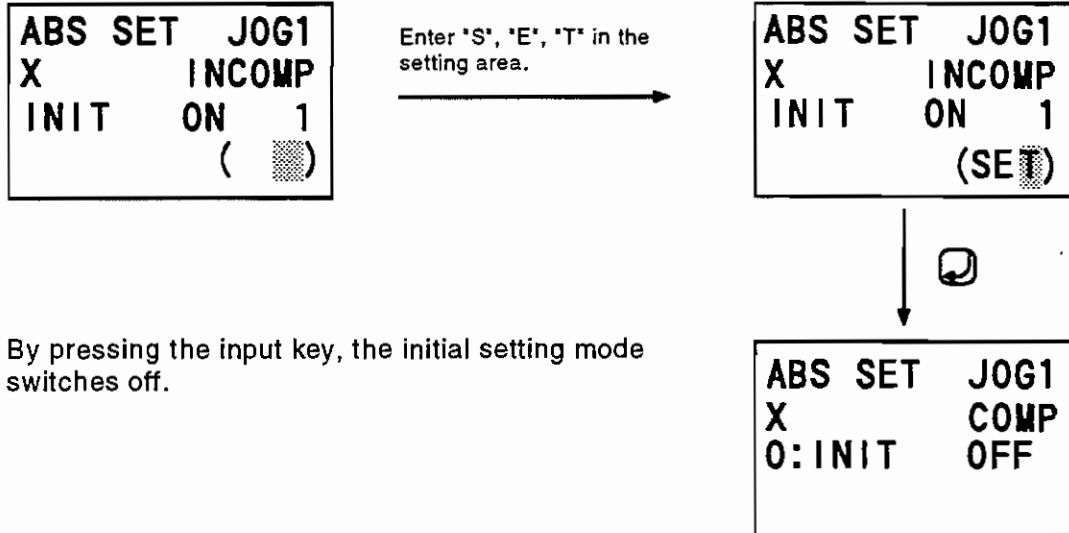 ABS SET JOG1
X INCOMP
INIT ON 1
( )
Enter "S", "E", "T" in the
setting area.
ABS SET JOG1
X INCOMP
INIT ON 1
(SET)
By pressing the input key, the initial setting mode
switches off.
ABS SET JOG1
X COMP
0:INIT OFF